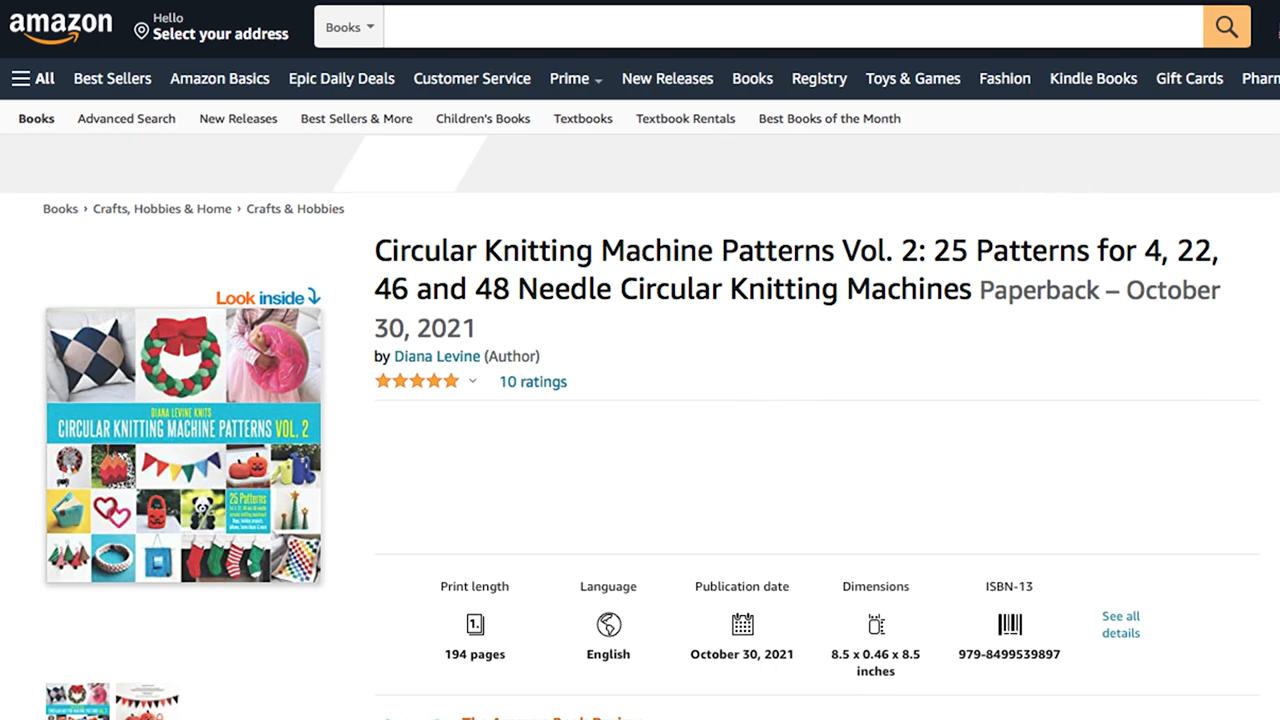 amazon
Hello
Select your address
Books
All Best Sellers Amazon Basics Epic Daily Deals Customer Service Prime New Releases Books Registry Toys & Games Fashion Kindle Books Gift Cards Pharm
Books Advanced Search New Releases Best Sellers & More Children's Books Textbooks Textbook Rentals Best Books of the Month
Books › Crafts, Hobbies & Home › Crafts & Hobbies
Look inside
DIANA LEVINE KNITS
CIRCULAR KNITTING MACHINE PATTERNS VOL. 2
25 Patterns
Circular Knitting Machine Patterns Vol. 2: 25 Patterns for 4, 22,
46 and 48 Needle Circular Knitting Machines Paperback – October
30, 2021
by Diana Levine (Author)
10 ratings
Print length Language Publication date Dimensions ISBN-13
1.
194 pages English October 30, 2021 8.5 x 0.46 x 8.5
inches
979-8499539897
See all
details